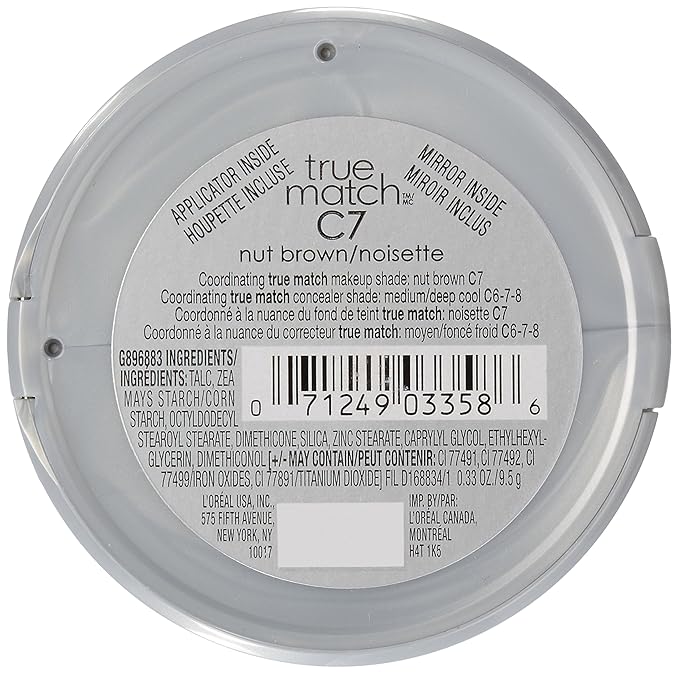 APPLICATOR INSIDE
HOUPETTE INCLUSE
true
match TM/MC
C7
MIRROR INSIDE
MIROIR INCLUS
nut brown/noisette
Coordinating true match makeup shade: nut brown C7
Coordinating true match concealer shade: medium/deep cool C6-7-8
Coordonné à la nuance du fond de teint true match: noisette C7
Coordonné à la nuance du correcteur true match: moyen/foncé froid C6-7-8
G896883 INGREDIENTS/
INGRÉDIENTS: TALC, ZEA
MAYS STARCH/CORN
STARCH, OCTYLDODECYL
0 71249 03358 6
STEAROYL STEARATE, DIMETHICONE, SILICA, ZINC STEARATE, CAPRYLYL GLYCOL, ETHYLHEXYL-
GLYCERIN, DIMETHICONOL [+/- MAY CONTAIN/PEUT CONTENIR: CI 77491, CI 77492, CI
77499/IRON OXIDES, CI 77891/TITANIUM DIOXIDE] FIL D168834/1 0.33 OZ./9.5 g
L'ORÉAL USA, INC.,
575 FIFTH AVENUE,
NEW YORK, NY
10017
IMP. BY/PAR:
L'ORÉAL CANADA,
MONTRÉAL
H4T 1K5